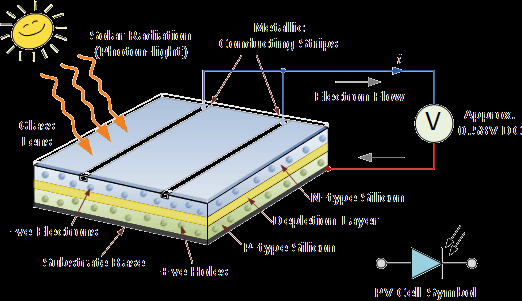 Solar Radiation
(Photon light)
Metallic
Conducting Strips
i
Electron Flow
Glass
Lens
V
Approx.
0.58V DC
N-type Silicon
Depletion Layer
P-type Silicon
-ve Electrons
Substrate Base
+ve Holes
PV Cell Symbol